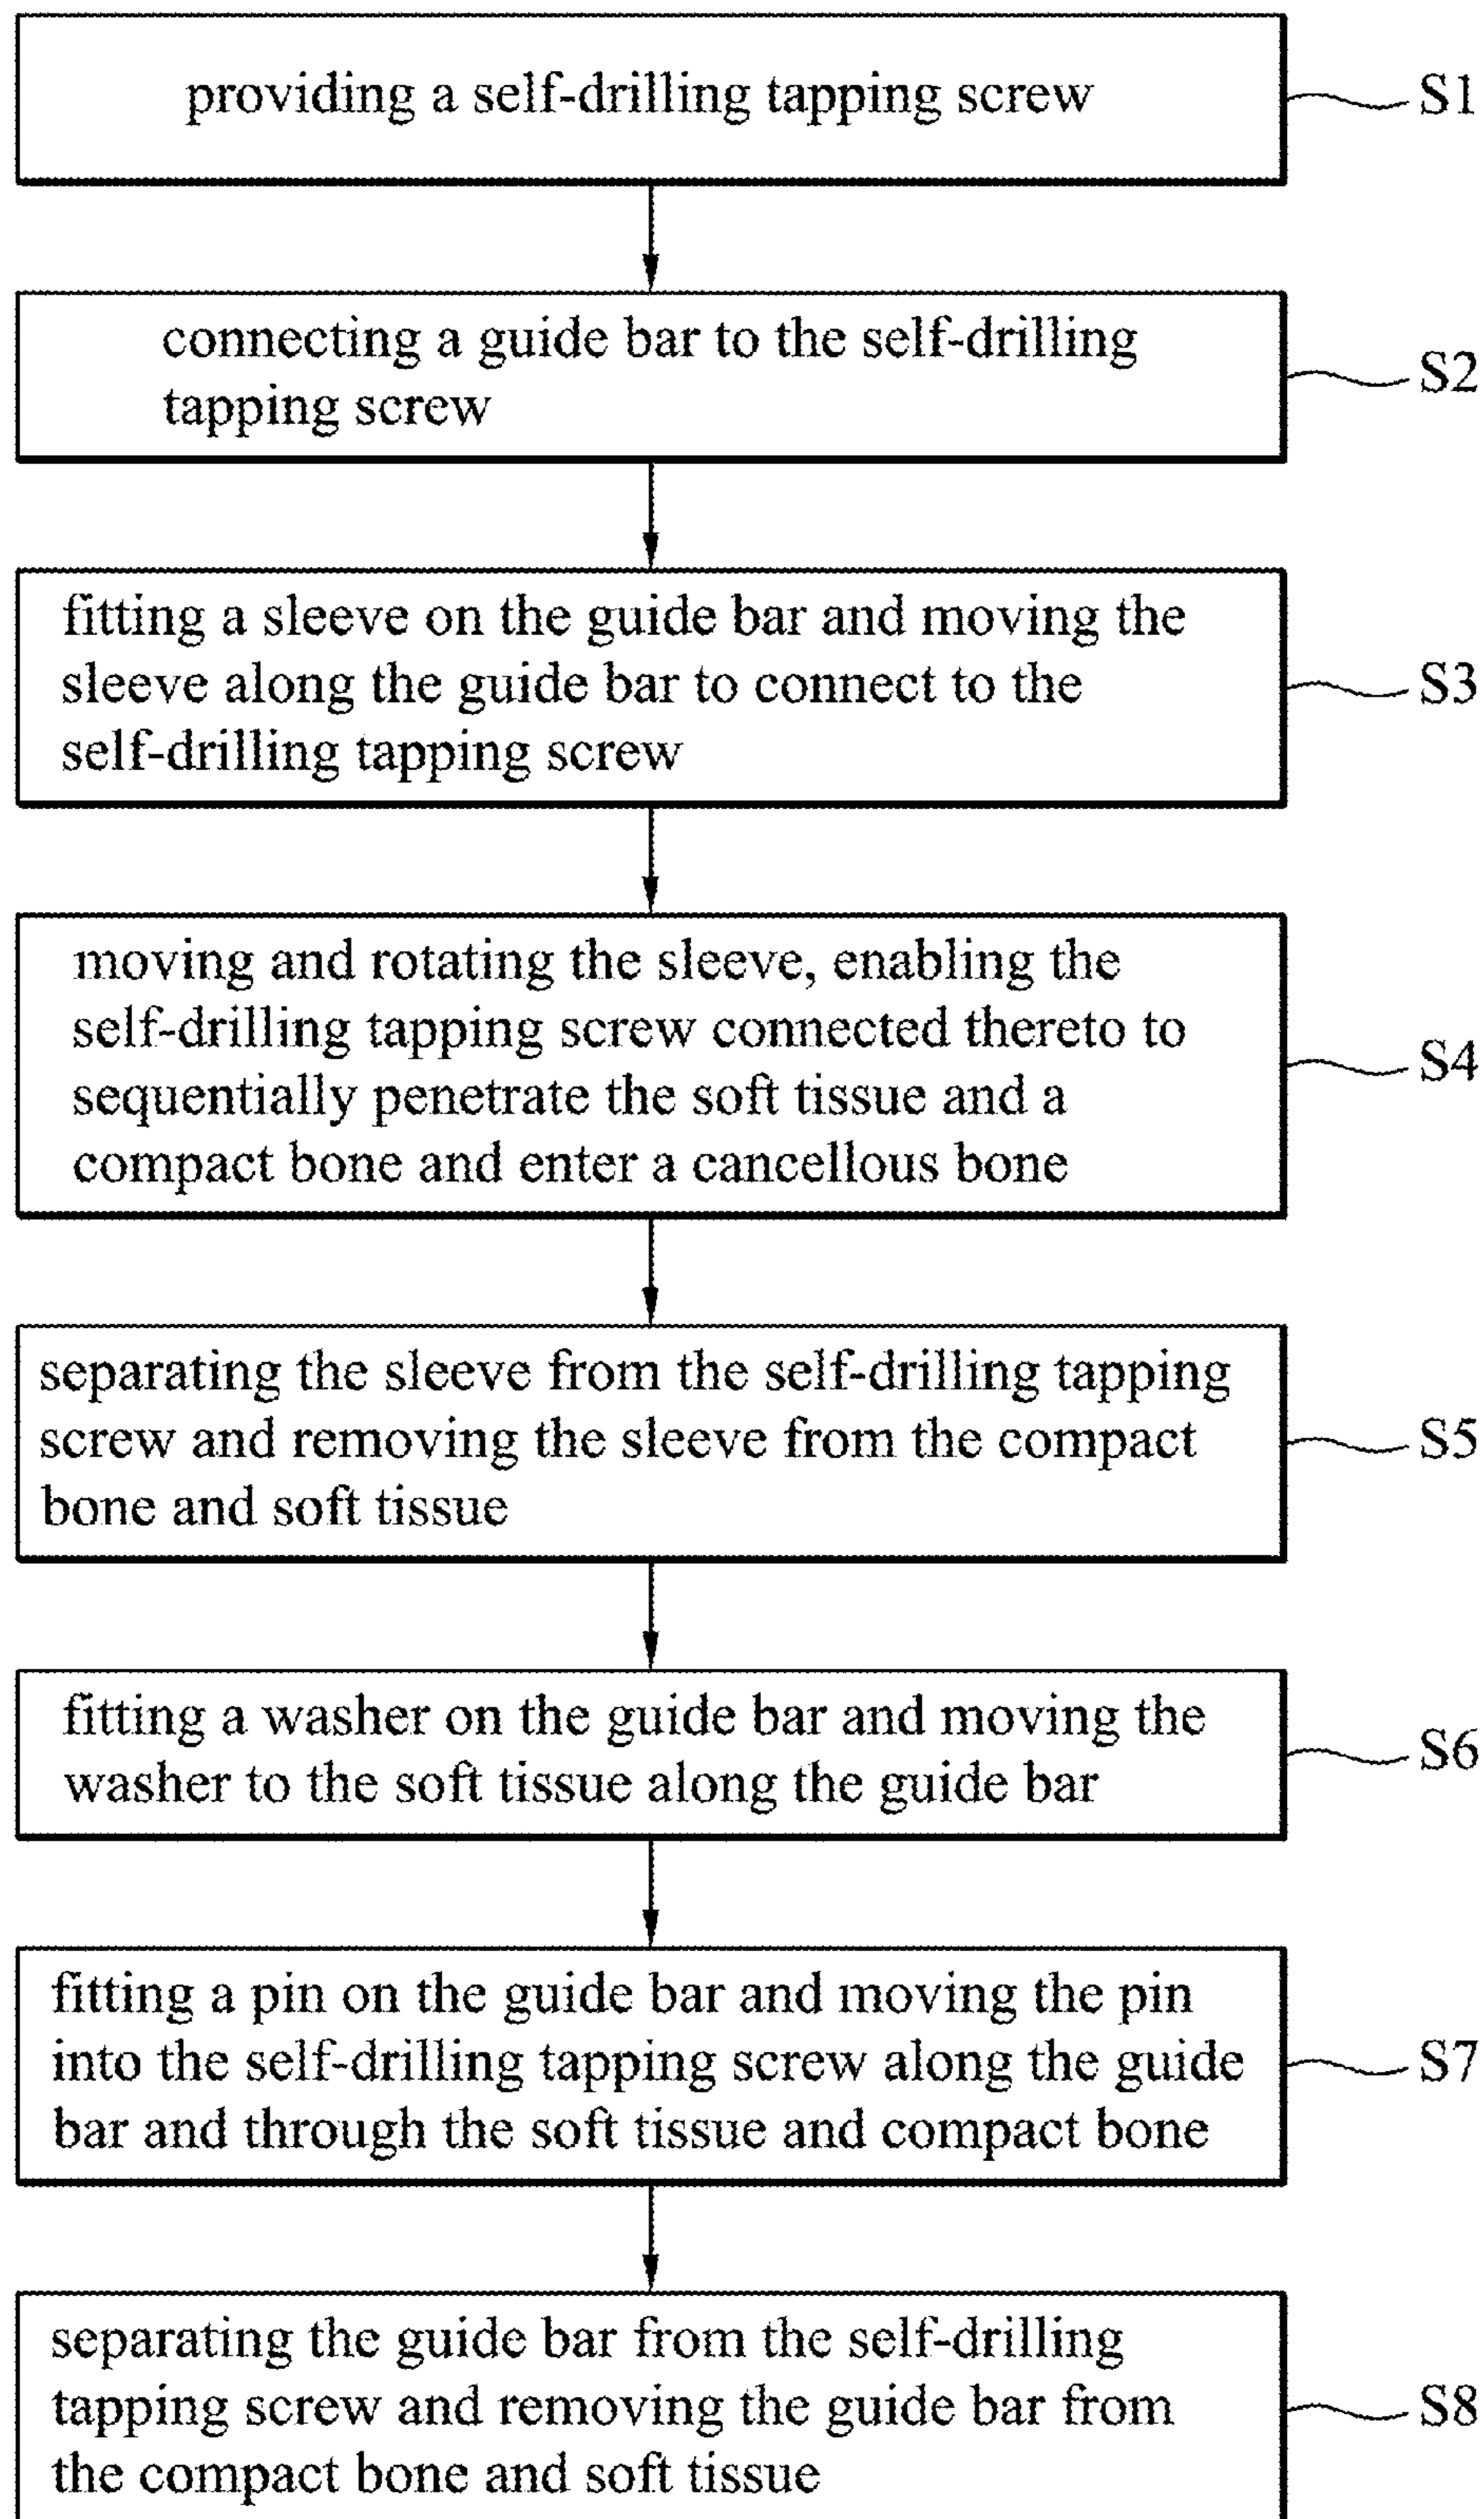 providing a self-drilling tapping screw
S1
connecting a guide bar to the self-drilling
tapping screw
S2
fitting a sleeve on the guide bar and moving the
sleeve along the guide bar to connect to the
self-drilling tapping screw
S3
moving and rotating the sleeve, enabling the
self-drilling tapping screw connected thereto to
sequentially penetrate the soft tissue and a
compact bone and enter a cancellous bone
S4
separating the sleeve from the self-drilling tapping
screw and removing the sleeve from the compact
bone and soft tissue
S5
fitting a washer on the guide bar and moving the
washer to the soft tissue along the guide bar
S6
fitting a pin on the guide bar and moving the pin
into the self-drilling tapping screw along the guide
bar and through the soft tissue and compact bone
S7
separating the guide bar from the self-drilling
tapping screw and removing the guide bar from
the compact bone and soft tissue
S8